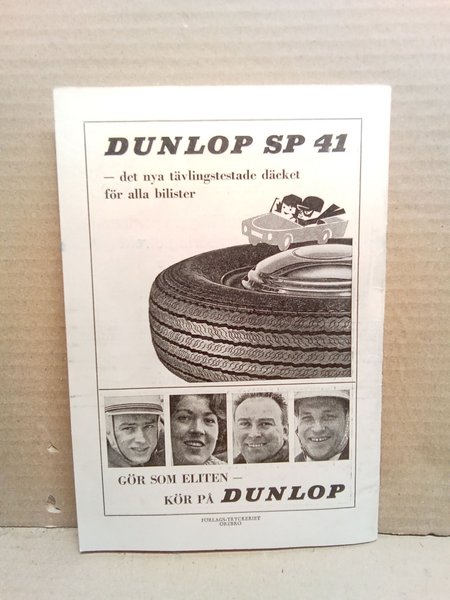 DUNLOP SP 41
— det nya tävlingstestade däcket
för alla bilister
GÖR SOM ELITEN —
KÖR PÅ DUNLOP
FÖRLAGS-TRYCKERIET
ÖREBRO